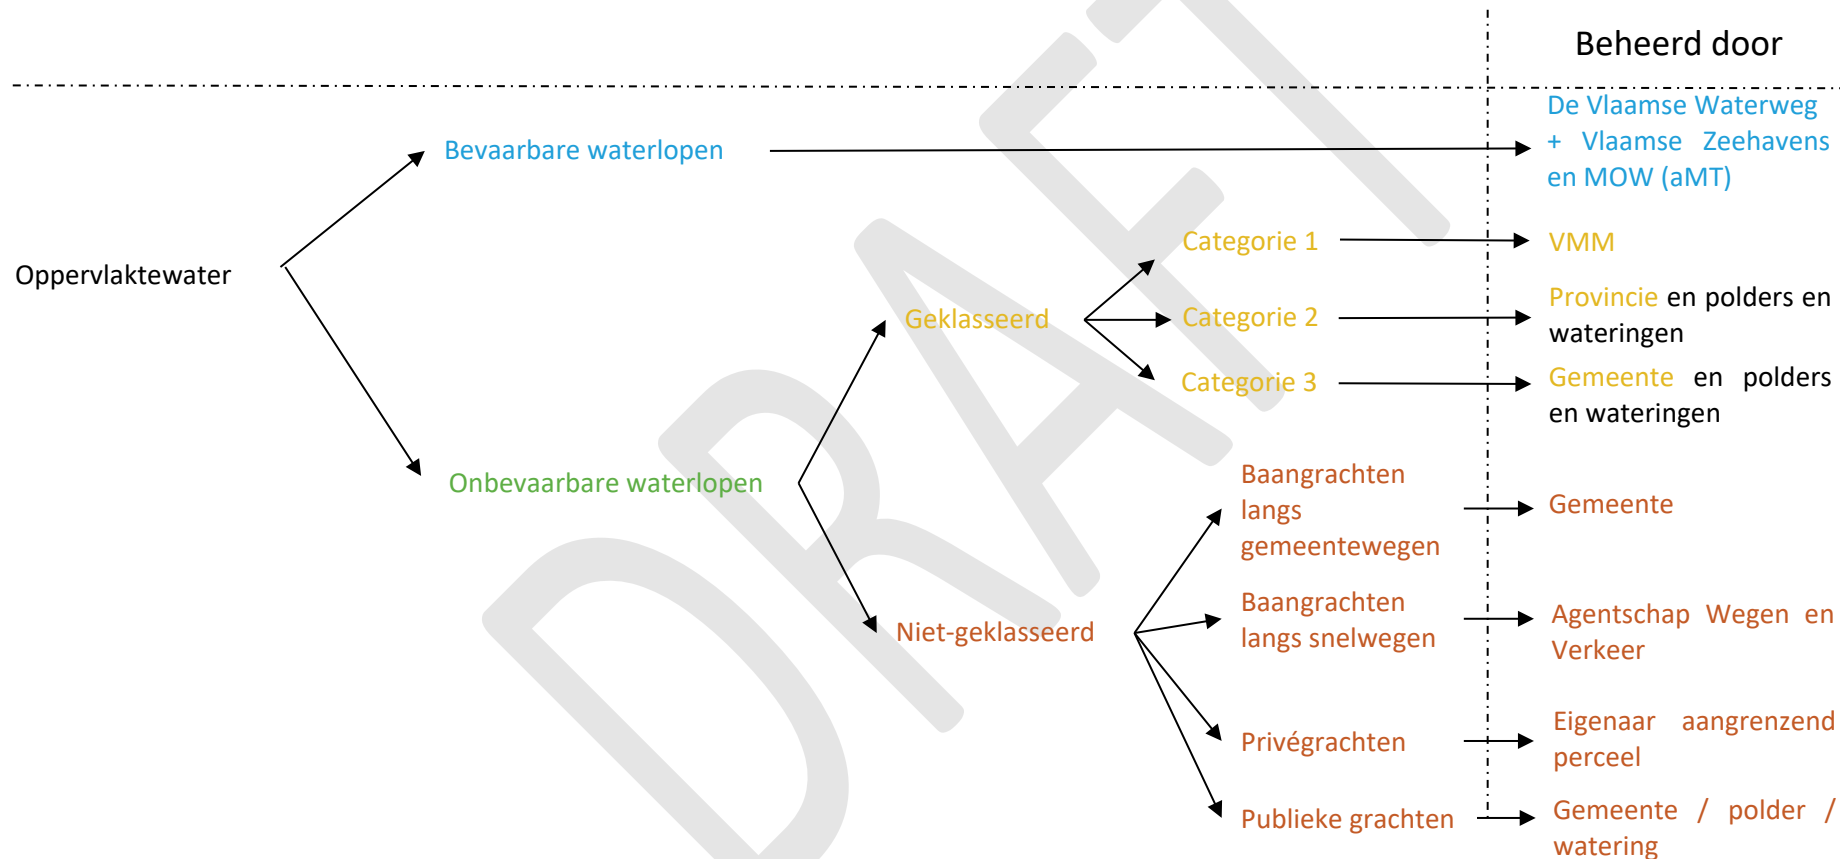 Beheerd door
De Vlaamse Waterweg
+ Vlaamse Zeehavens
en MOW (aMT)
Bevaarbare waterlopen
Categorie 1
VMM
Oppervlaktewater
Geklasseerd
Categorie 2
Provincie en polders en
wateringen
Categorie 3
Gemeente en polders
en wateringen
Onbevaarbare waterlopen
Baangrachten
langs
gemeentewegen
Gemeente
Niet-geklasseerd
Baangrachten
langs snelwegen
Agentschap Wegen en
Verkeer
Privégrachten
Eigenaar aangrenzend
perceel
Publieke grachten
Gemeente / polder /
watering
DRAFT